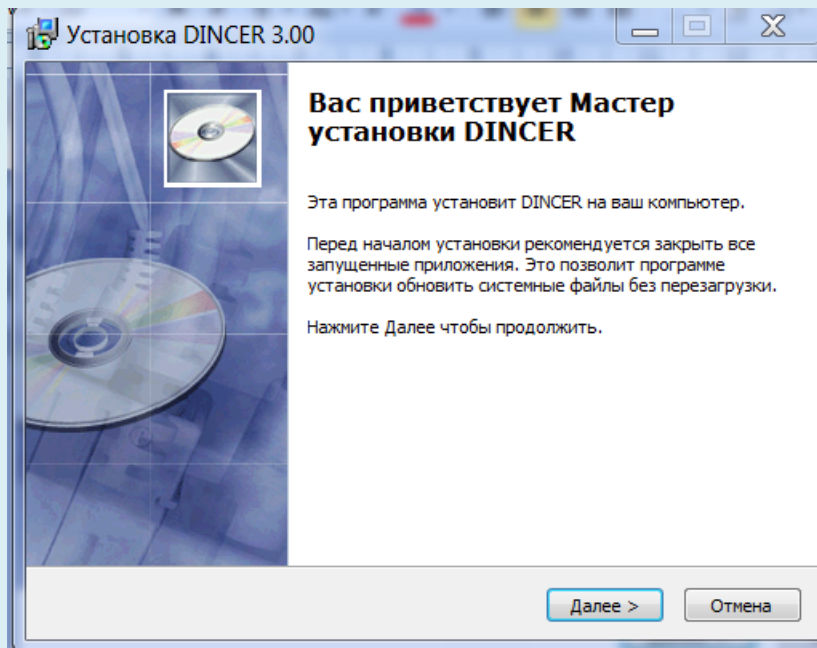 Установка DINCER 3.00
Вас приветствует Мастер
установки DINCER
Эта программа установит DINCER на ваш компьютер.
Перед началом установки рекомендуется закрыть все
запущенные приложения. Это позволит программе
установки обновить системные файлы без перезагрузки.
Нажмите Далее чтобы продолжить.
Далее >
Отмена